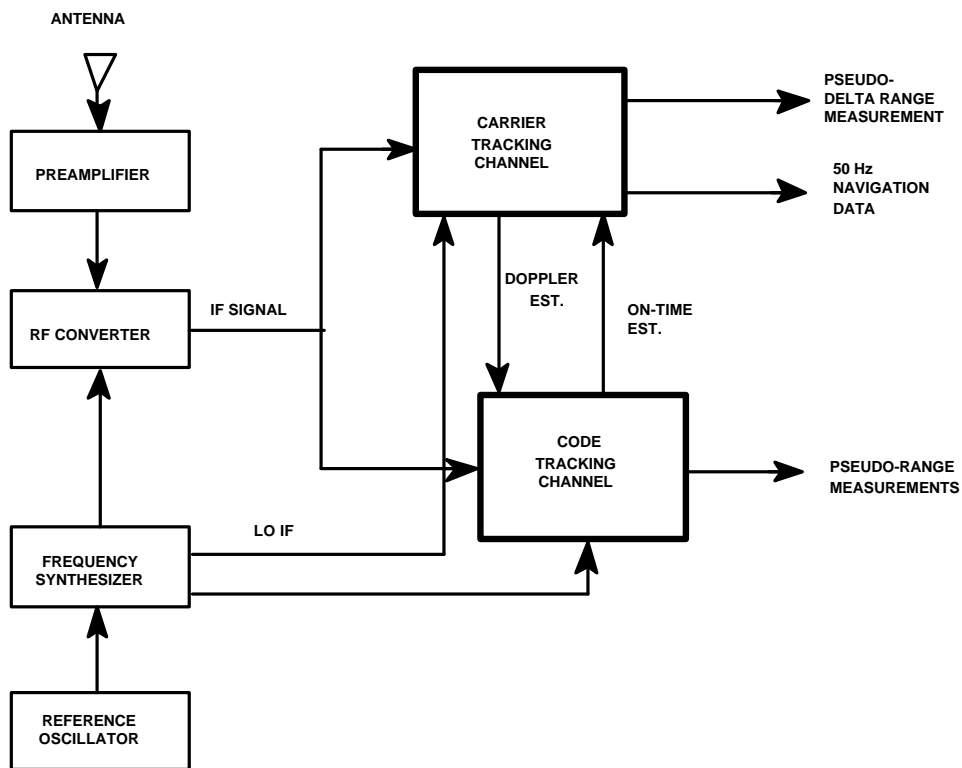 ANTENNA
PREAMPLIFIER
RF CONVERTER
FREQUENCY
SYNTHESIZER
REFERENCE
OSCILLATOR
IF SIGNAL
LO IF
CARRIER
TRACKING
CHANNEL
DOPPLER
EST.
ON-TIME
EST.
CODE
TRACKING
CHANNEL
PSEUDO-
DELTA RANGE
MEASUREMENT
50 Hz
NAVIGATION
DATA
PSEUDO-RANGE
MEASUREMENTS